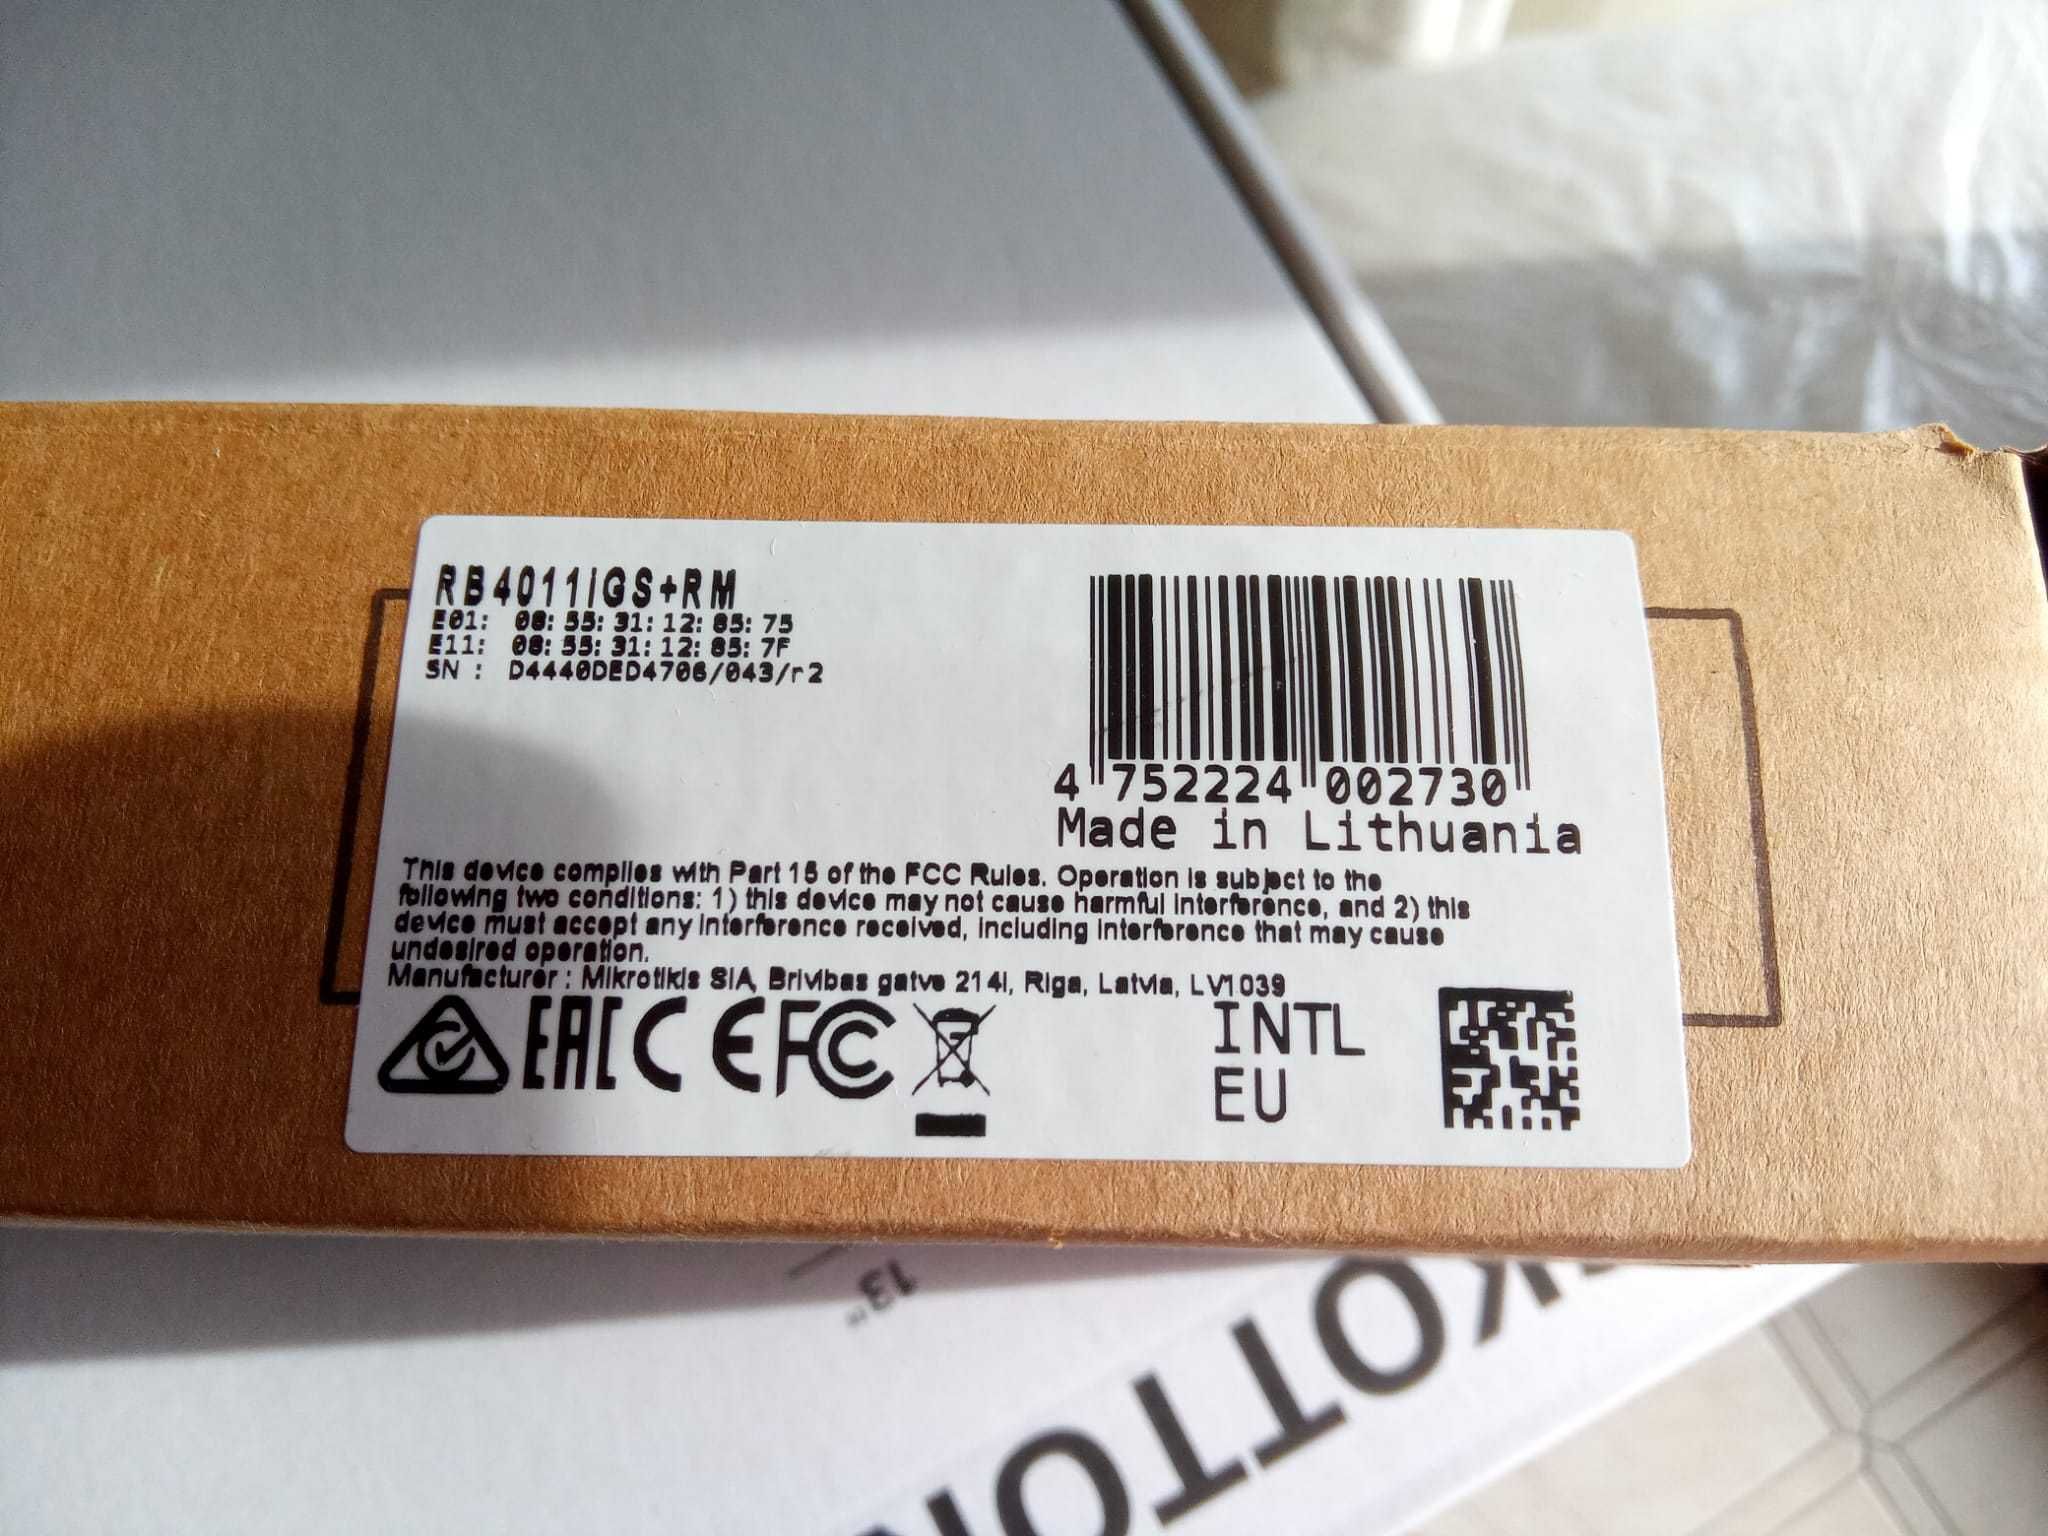 RB4011iGS+RM
E01: 08:55:31:12:85:75
E11: 08:55:31:12:85:7F
SN : D4440DED4706/043/r2
4 752224 002730
Made in Lithuania
This device complies with Part 15 of the FCC Rules. Operation is subject to the
following two conditions: 1) this device may not cause harmful interference, and 2) this
device must accept any interference received, including interference that may cause
undesired operation.
Manufacturer : Mikrotikls SIA, Brivibas gatve 214i, Riga, Latvia, LV1039
EAC CE FC
INTL
EU
13"